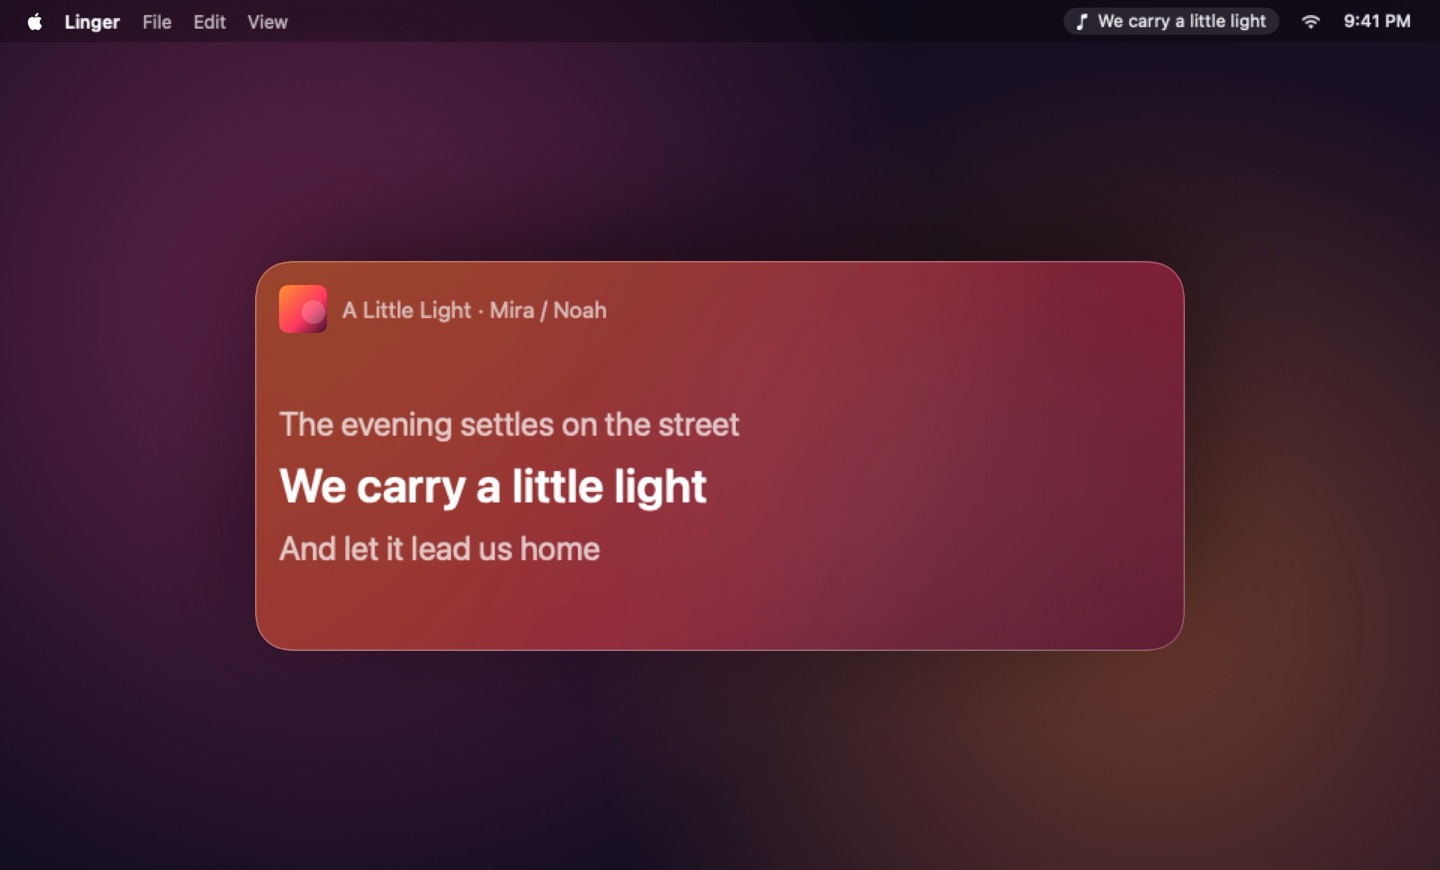 Linger File Edit View We carry a little light 9:41 PM
A Little Light · Mira / Noah
The evening settles on the street
We carry a little light
And let it lead us home